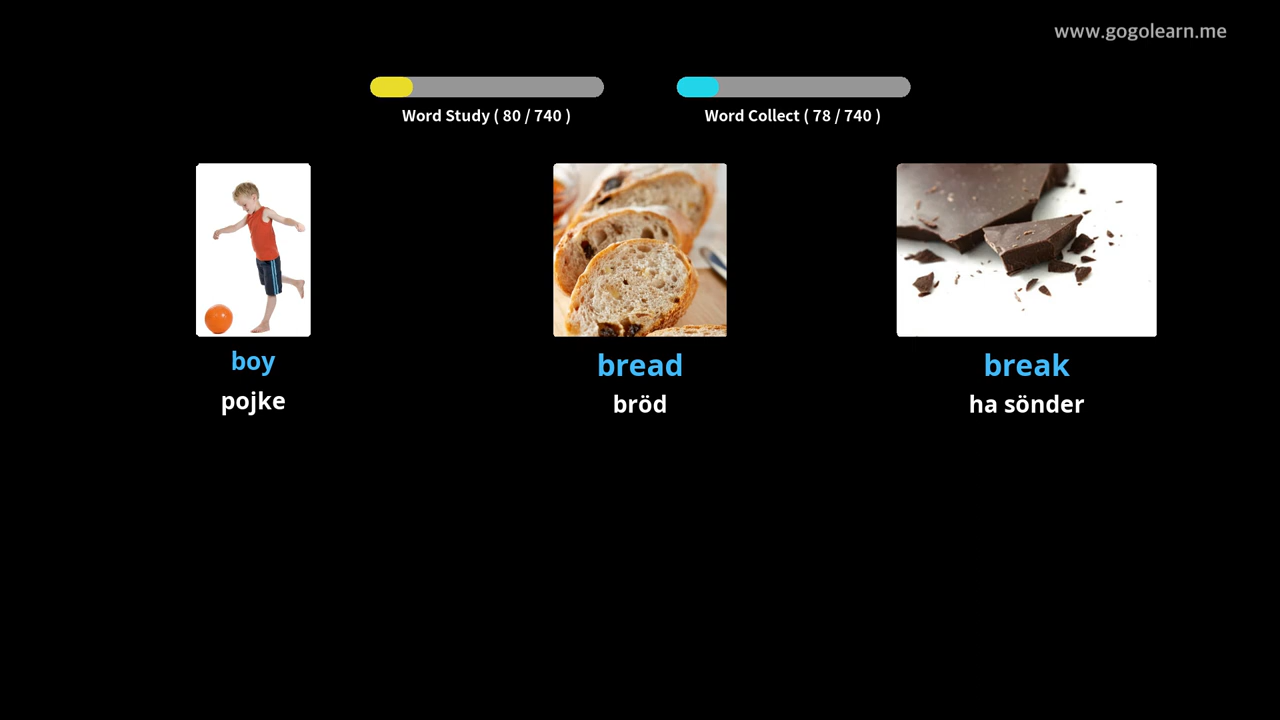 www.gogolearn.me
Word Study ( 80 / 740 )
Word Collect ( 78 / 740 )
boy
pojke
bread
bröd
break
ha sönder